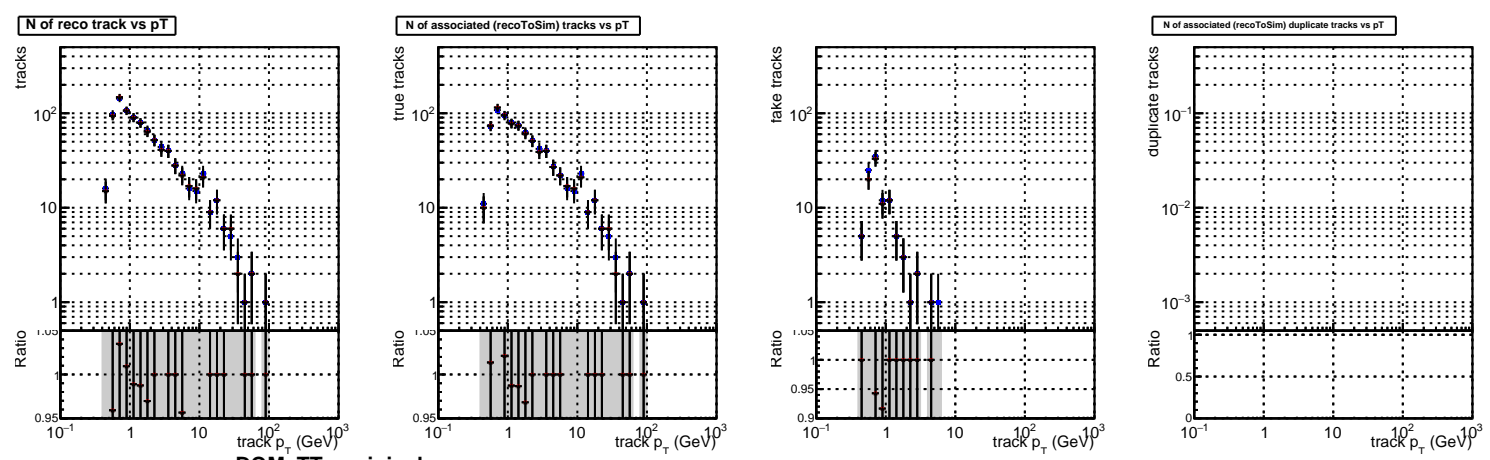 N of reco track vs pT
tracks
10²
10
1
1.05
Ratio
1
0.95
10⁻¹ 1 10 10² 10³
track p_T (GeV)
N of associated (recoToSim) tracks vs pT
true tracks
10²
10
1
1.05
Ratio
1
0.95
10⁻¹ 1 10 10² 10³
track p_T (GeV)
fake tracks
10²
10
1
Ratio
1
0.95
0.9
10⁻¹ 1 10 10² 10³
track p_T (GeV)
N of associated (recoToSim) duplicate tracks vs pT
duplicate tracks
10⁻¹
10⁻²
10⁻³
Ratio
1
0.5
0
10⁻¹ 1 10 10² 10³
track p_T (GeV)